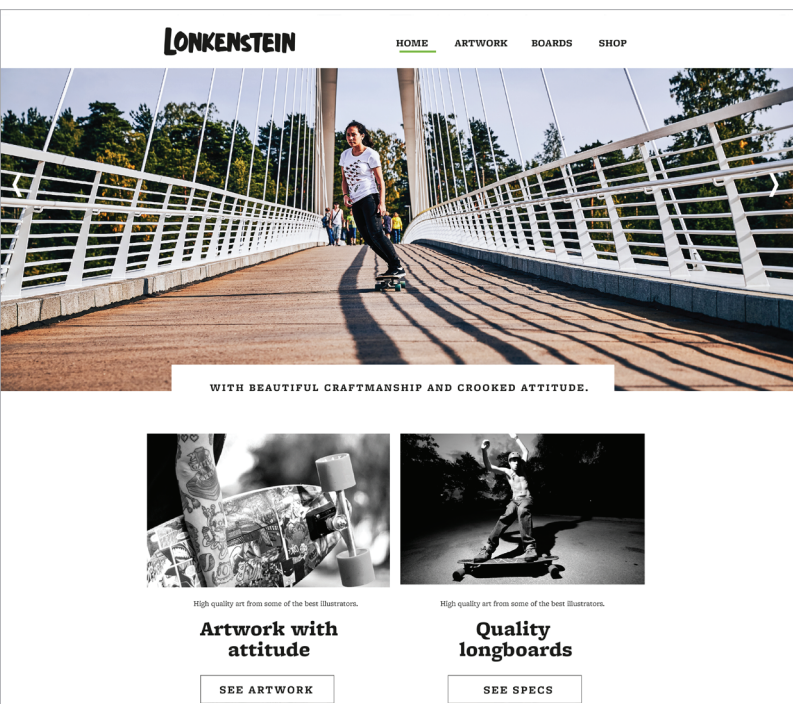 LONKENSTEIN
HOME ARTWORK BOARDS SHOP
WITH BEAUTIFUL CRAFTMANSHIP AND CROOKED ATTITUDE.
High quality art from some of the best illustrators.
Artwork with
attitude
SEE ARTWORK
High quality art from some of the best illustrators.
Quality
longboards
SEE SPECS